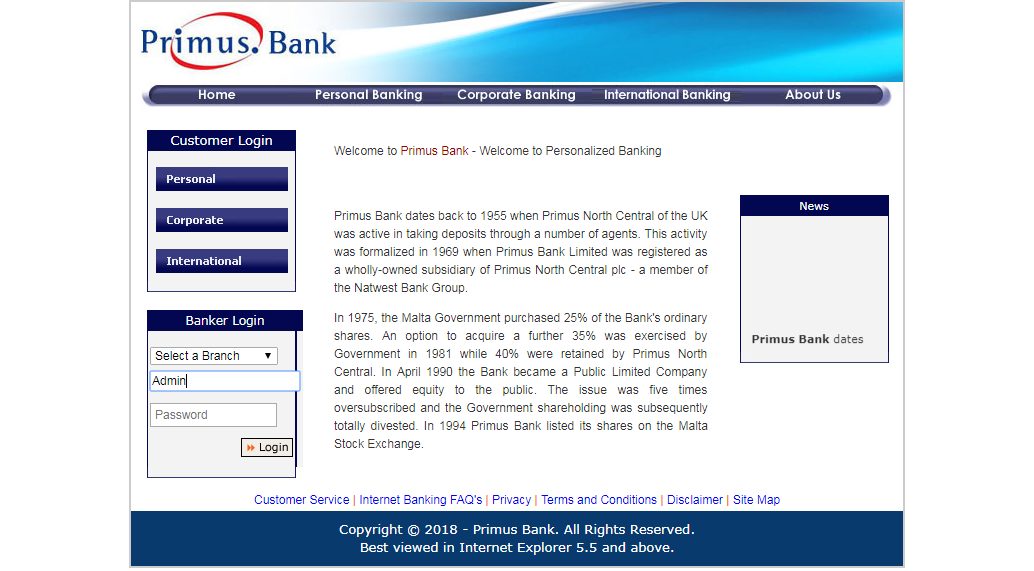 Primus. Bank
Home Personal Banking Corporate Banking International Banking About Us
Customer Login
Personal
Corporate
International
Banker Login
Select a Branch
Admin
Password
Login
Welcome to Primus Bank - Welcome to Personalized Banking
Primus Bank dates back to 1955 when Primus North Central of the UK
was active in taking deposits through a number of agents. This activity
was formalized in 1969 when Primus Bank Limited was registered as
a wholly-owned subsidiary of Primus North Central plc - a member of
the Natwest Bank Group.
In 1975, the Malta Government purchased 25% of the Bank's ordinary
shares. An option to acquire a further 35% was exercised by
Government in 1981 while 40% were retained by Primus North
Central. In April 1990 the Bank became a Public Limited Company
and offered equity to the public. The issue was five times
oversubscribed and the Government shareholding was subsequently
totally divested. In 1994 Primus Bank listed its shares on the Malta
Stock Exchange.
News
Primus Bank dates
Customer Service | Internet Banking FAQ's | Privacy | Terms and Conditions | Disclaimer | Site Map
Copyright © 2018 - Primus Bank. All Rights Reserved.
Best viewed in Internet Explorer 5.5 and above.